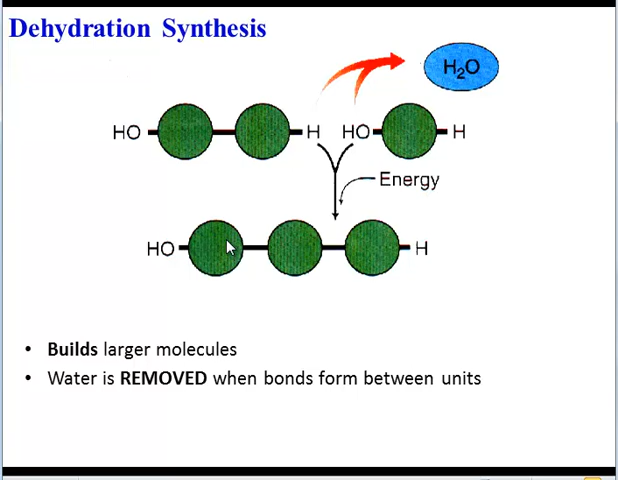 Dehydration Synthesis
H₂O
HO H HO H
Energy
HO H
• Builds larger molecules
• Water is REMOVED when bonds form between units